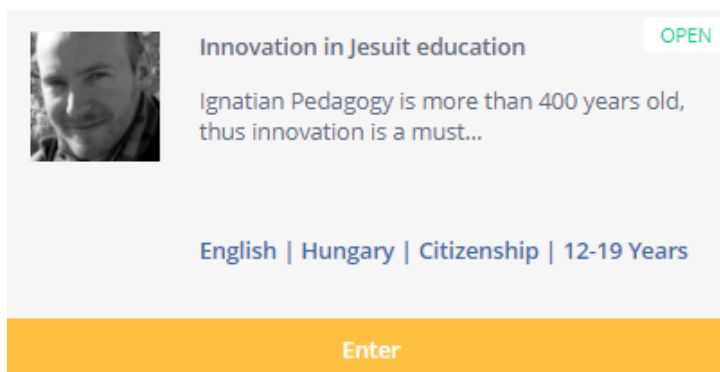 Innovation in Jesuit education
OPEN
Ignatian Pedagogy is more than 400 years old,
thus innovation is a must...
English | Hungary | Citizenship | 12-19 Years
Enter